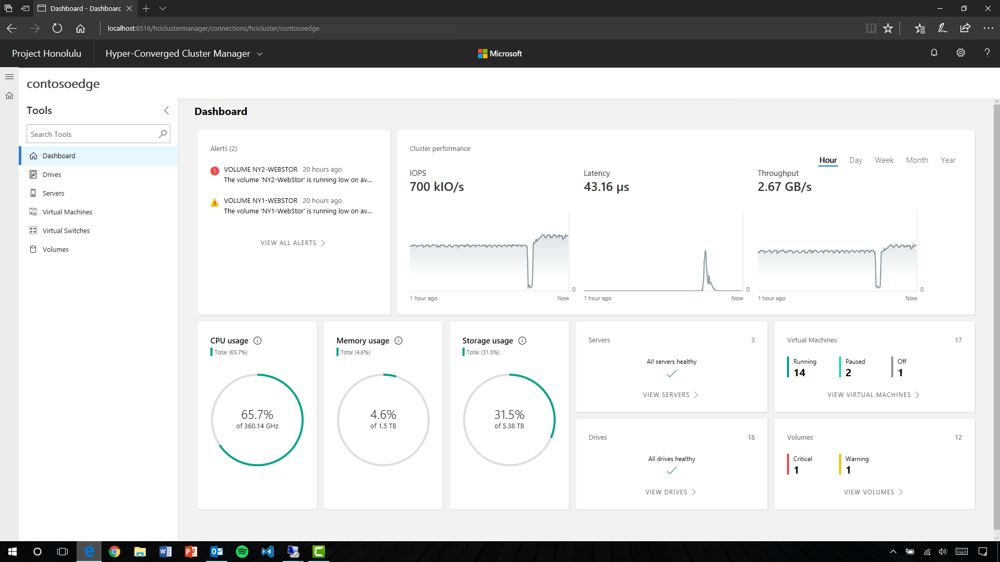 Dashboard - Dashboard
localhost:6516/hciclustermanager/connections/hcicluster/contosoedge
Project Honolulu
Hyper-Converged Cluster Manager
Microsoft
?
contosoedge
Tools
Search Tools
Dashboard
Drives
Servers
Virtual Machines
Virtual Switches
Volumes
Dashboard
Alerts (2)
VOLUME NY2-WEBSTOR 20 hours ago
The volume 'NY2-WebStor' is running low on av...
VOLUME NY1-WEBSTOR 20 hours ago
The volume 'NY1-WebStor' is running low on av...
VIEW ALL ALERTS
Cluster performance
Hour Day Week Month Year
IOPS
700 kIO/s
0
1 hour ago Now
Latency
43.16 μs
0
1 hour ago Now
Throughput
2.67 GB/s
0
1 hour ago Now
CPU usage
Total (65.7%)
65.7%
of 360.14 GHz
Memory usage
Total (4.6%)
4.6%
of 1.5 TB
Storage usage
Total (31.5%)
31.5%
of 5.38 TB
Servers 3
All servers healthy
VIEW SERVERS
Virtual Machines 17
Running Paused Off
14 2 1
VIEW VIRTUAL MACHINES
Drives 18
All drives healthy
VIEW DRIVES
Volumes 12
Critical Warning
1 1
VIEW VOLUMES